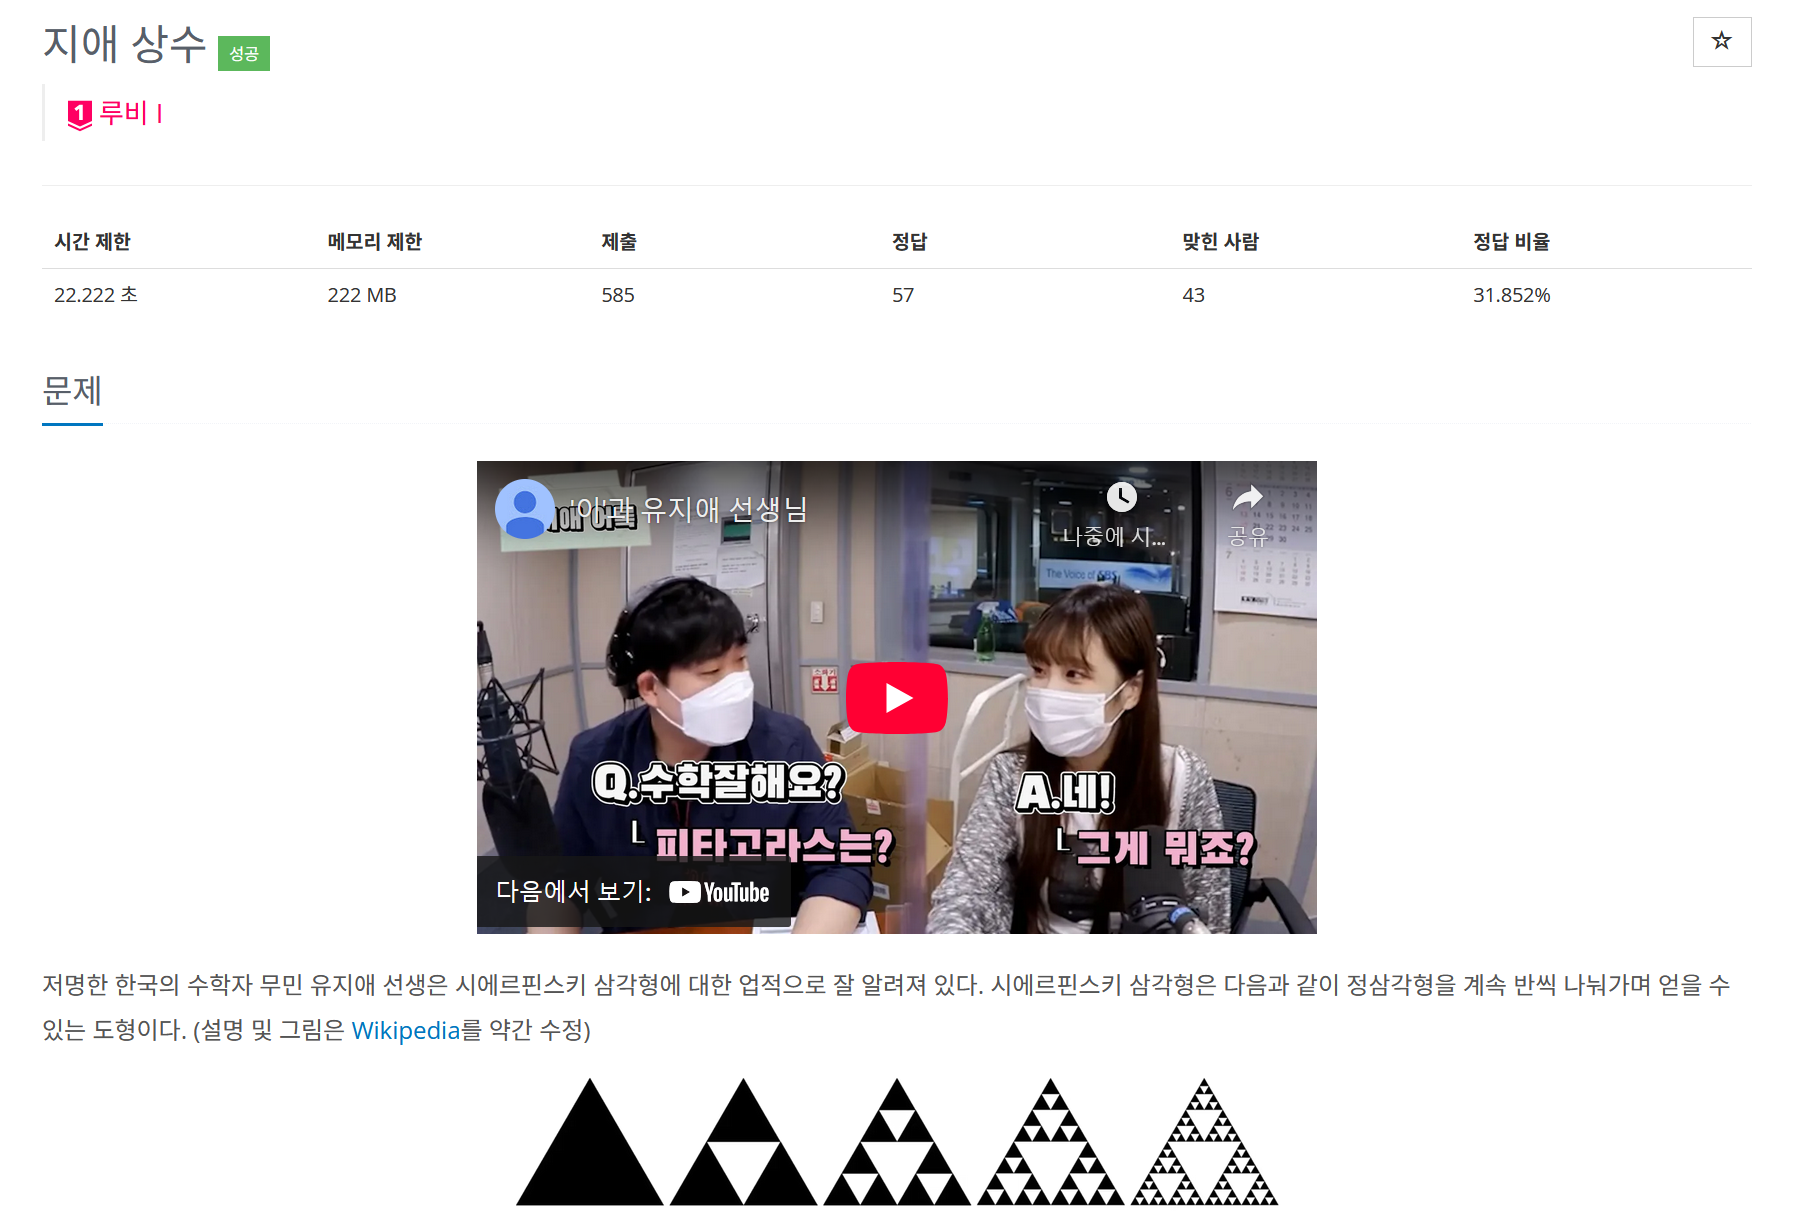 지애 상수 성공
1 루비 I
시간 제한 메모리 제한 제출 정답 맞힌 사람 정답 비율
22.222 초 222 MB 585 57 43 31.852%
문제
'이'과 유지애 선생님
나중에 시...
공유
The Voice of SBS
Q.수학잘해요?
A.네!
ㄴ피타고라스는?
ㄴ그게 뭐죠?
다음에서 보기: YouTube
저명한 한국의 수학자 무민 유지애 선생은 시에르핀스키 삼각형에 대한 업적으로 잘 알려져 있다. 시에르핀스키 삼각형은 다음과 같이 정삼각형을 계속 반씩 나눠가며 얻을 수
있는 도형이다. (설명 및 그림은 Wikipedia를 약간 수정)